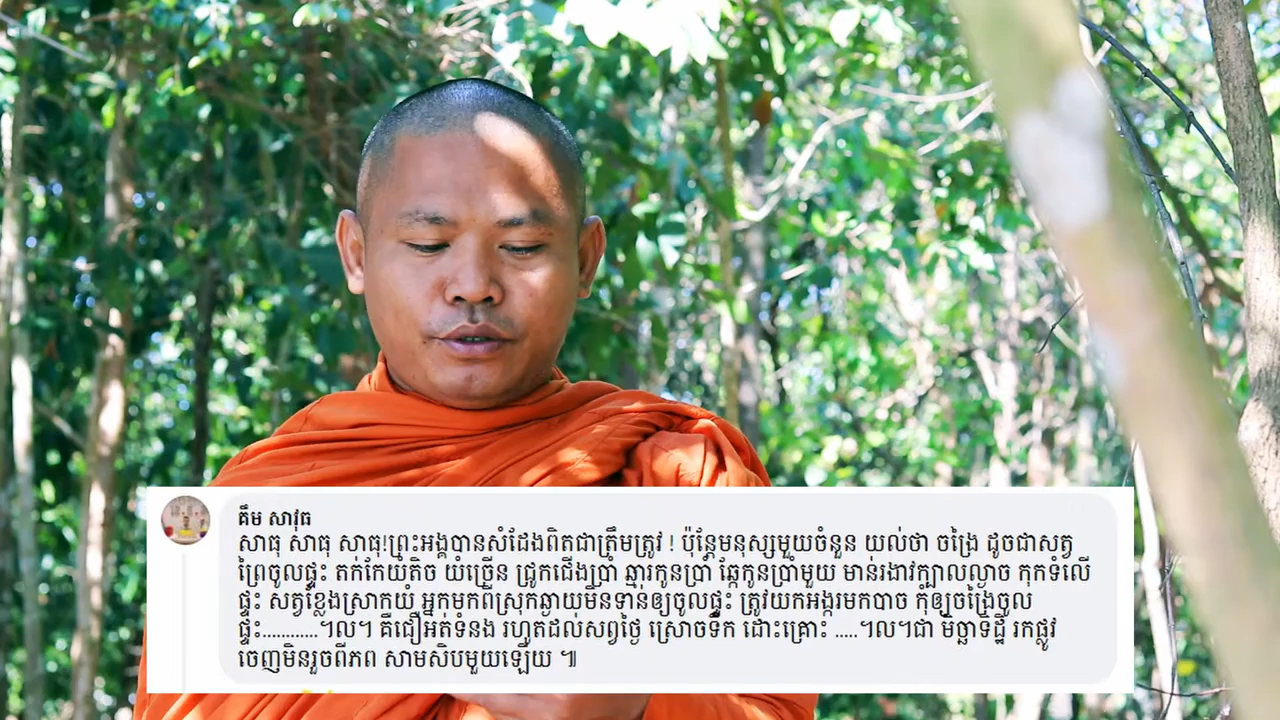 គឹម សាវុធ
សាធុ សាធុ សាធុ!ព្រះអង្គបានសំដែងពិតជាត្រឹមត្រូវ ! ប៉ុន្តែមនុស្សមួយចំនួន យល់ថា ចង្រៃ ដូចជាសត្វ
ព្រៃចូលផ្ទះ តក់កែយំតិច យំច្រើន ជ្រូកជើងប្រាំ ឆ្មារកូនប្រាំ ឆ្កែកូនប្រាំមួយ មាន់រងាវក្បាលល្ងាច កុកទំលើ
ផ្ទះ សត្វខ្លែងស្រាកយំ អ្នកមកពីស្រុកឆ្ងាយមិនទាន់ឲ្យចូលផ្ទះ ត្រូវយកអង្ករមកបាច កុំឲ្យចង្រៃចូល
ផ្ទះ............។ល។ គឺជឿអត់ទំនង រហូតដល់សព្វថ្ងៃ ស្រោចទឹក ដោះគ្រោះ .....។ល។ជា មិច្ឆាទិដ្ឋិ រកផ្លូវ
ចេញមិនរួចពីភព សាមសិបមួយឡើយ ៕